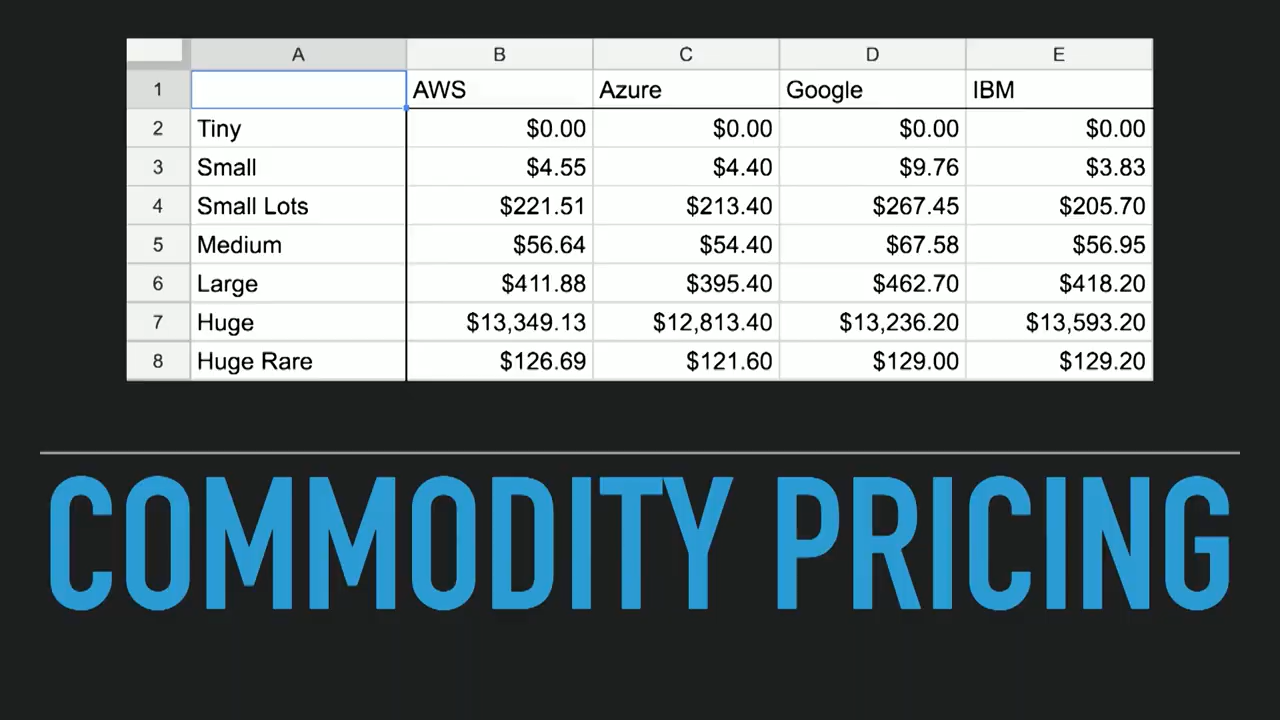 A B C D E
1 AWS Azure Google IBM
2 Tiny $0.00 $0.00 $0.00 $0.00
3 Small $4.55 $4.40 $9.76 $3.83
4 Small Lots $221.51 $213.40 $267.45 $205.70
5 Medium $56.64 $54.40 $67.58 $56.95
6 Large $411.88 $395.40 $462.70 $418.20
7 Huge $13,349.13 $12,813.40 $13,236.20 $13,593.20
8 Huge Rare $126.69 $121.60 $129.00 $129.20
COMMODITY PRICING